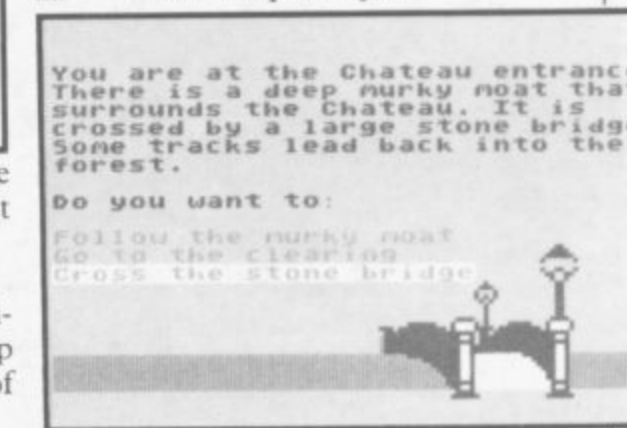 You are at the Chateau entranc
There is a deep murky moat that
surrounds the Chateau. It is
crossed by a large stone bridge
Some tracks lead back into the
forest.
Do you want to:
Follow the murky moat
Go to the clearing
Cross the stone bridge